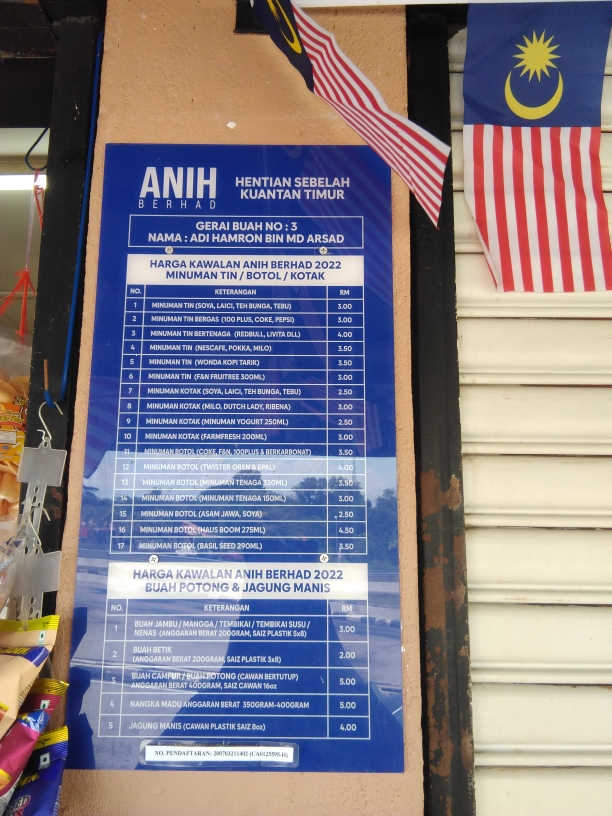 ANIH
BERHAD
HENTIAN SEBELAH
KUANTAN TIMUR
GERAI BUAH NO : 3
NAMA : ADI HAMRON BIN MD ARSAD
HARGA KAWALAN ANIH BERHAD 2022
MINUMAN TIN / BOTOL / KOTAK
NO. KETERANGAN RM
1 MINUMAN TIN (SOYA, LAICI, TEH BUNGA, TEBU) 3.00
2 MINUMAN TIN BERGAS (100 PLUS, COKE, PEPSI) 3.00
3 MINUMAN TIN BERTENAGA (REDBULL, LIVITA DLL) 4.00
4 MINUMAN TIN (NESCAFE, POKKA, MILO) 3.50
5 MINUMAN TIN (WONDA KOPI TARIK) 3.50
6 MINUMAN TIN (F&N FRUITREE 300ML) 3.00
7 MINUMAN KOTAK (SOYA, LAICI, TEH BUNGA, TEBU) 2.50
8 MINUMAN KOTAK (MILO, DUTCH LADY, RIBENA) 3.00
9 MINUMAN KOTAK (MINUMAN YOGURT 250ML) 2.50
10 MINUMAN KOTAK (FARMFRESH 200ML) 3.00
11 MINUMAN BOTOL (COKE, F&N, 100PLUS & BERKARBONAT) 3.50
12 MINUMAN BOTOL (TWISTER OREN & EPAL) 4.00
13 MINUMAN BOTOL (MINUMAN TENAGA 330ML) 3.50
14 MINUMAN BOTOL (MINUMAN TENAGA 150ML) 3.00
15 MINUMAN BOTOL (ASAM JAWA, SOYA) 2.50
16 MINUMAN BOTOL (HAUS BOOM 275ML) 4.50
17 MINUMAN BOTOL (BASIL SEED 290ML) 3.50
HARGA KAWALAN ANIH BERHAD 2022
BUAH POTONG & JAGUNG MANIS
NO. KETERANGAN RM
1 BUAH JAMBU / MANGGA / TEMBIKAI / TEMBIKAI SUSU /
NENAS (ANGGARAN BERAT 200GRAM, SAIZ PLASTIK 5x8) 3.00
2 BUAH BETIK
(ANGGARAN BERAT 200GRAM, SAIZ PLASTIK 3x8) 2.00
3 BUAH CAMPUR / BUAH POTONG (CAWAN BERTUTUP)
ANGGARAN BERAT 400GRAM, SAIZ CAWAN 16oz 5.00
4 NANGKA MADU ANGGARAN BERAT 350GRAM-400GRAM 5.00
5 JAGUNG MANIS (CAWAN PLASTIK SAIZ 8oz) 4.00
NO. PENDAFTARAN: 200703211402 (CA0125595-H)